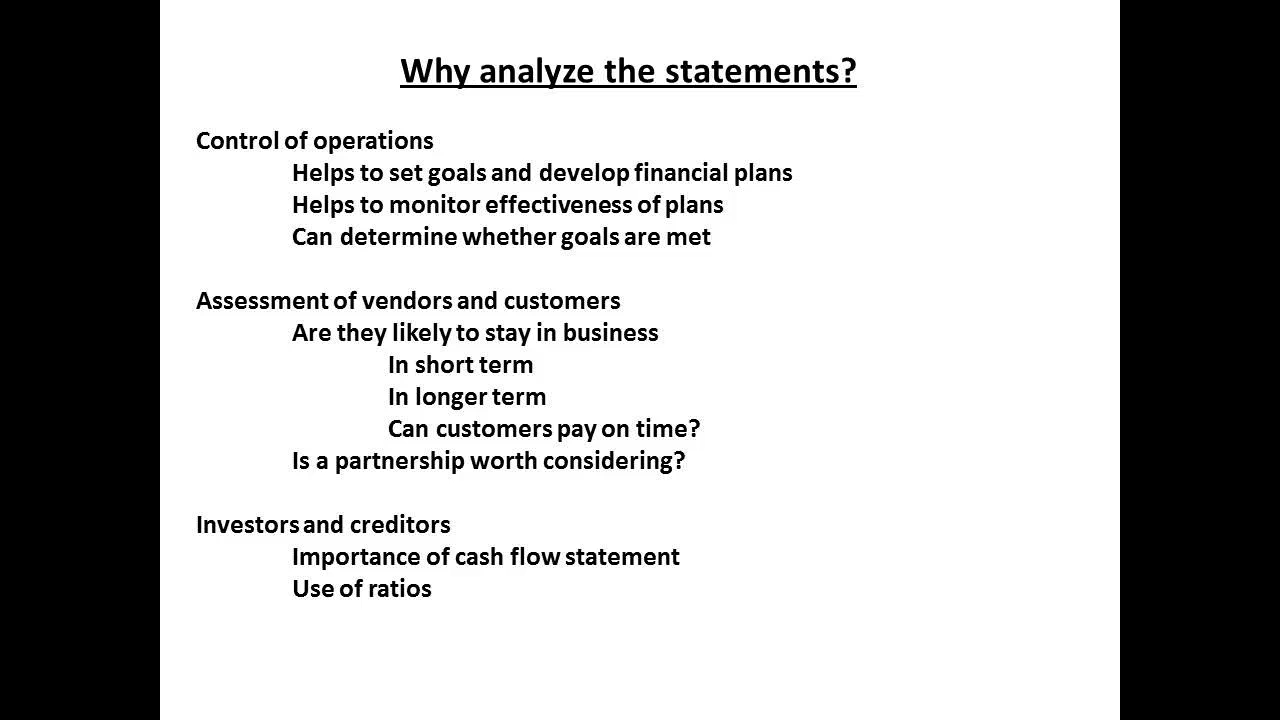 Why analyze the statements?
Control of operations
Helps to set goals and develop financial plans
Helps to monitor effectiveness of plans
Can determine whether goals are met
Assessment of vendors and customers
Are they likely to stay in business
In short term
In longer term
Can customers pay on time?
Is a partnership worth considering?
Investors and creditors
Importance of cash flow statement
Use of ratios